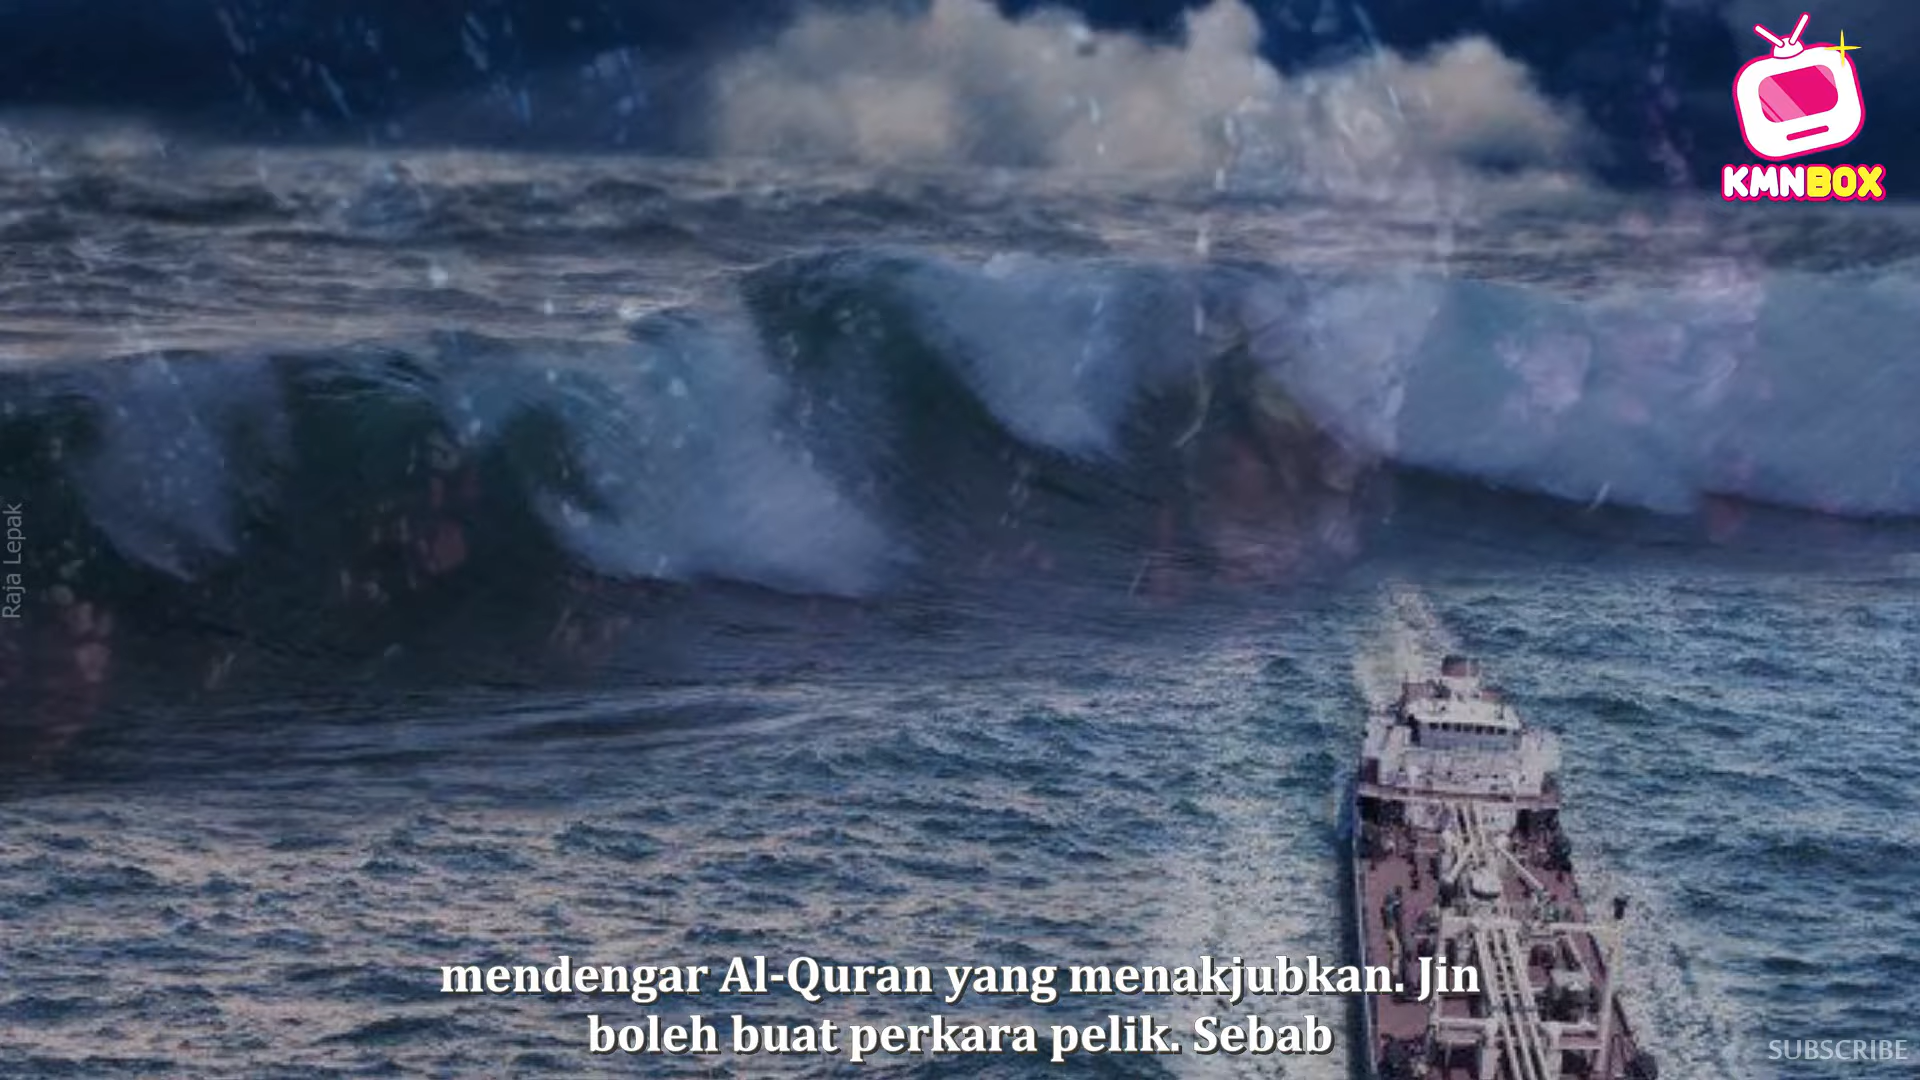 KMNBOX
Raja Lepak
mendengar Al-Quran yang menakjubkan. Jin
boleh buat perkara pelik. Sebab
SUBSCRIBE